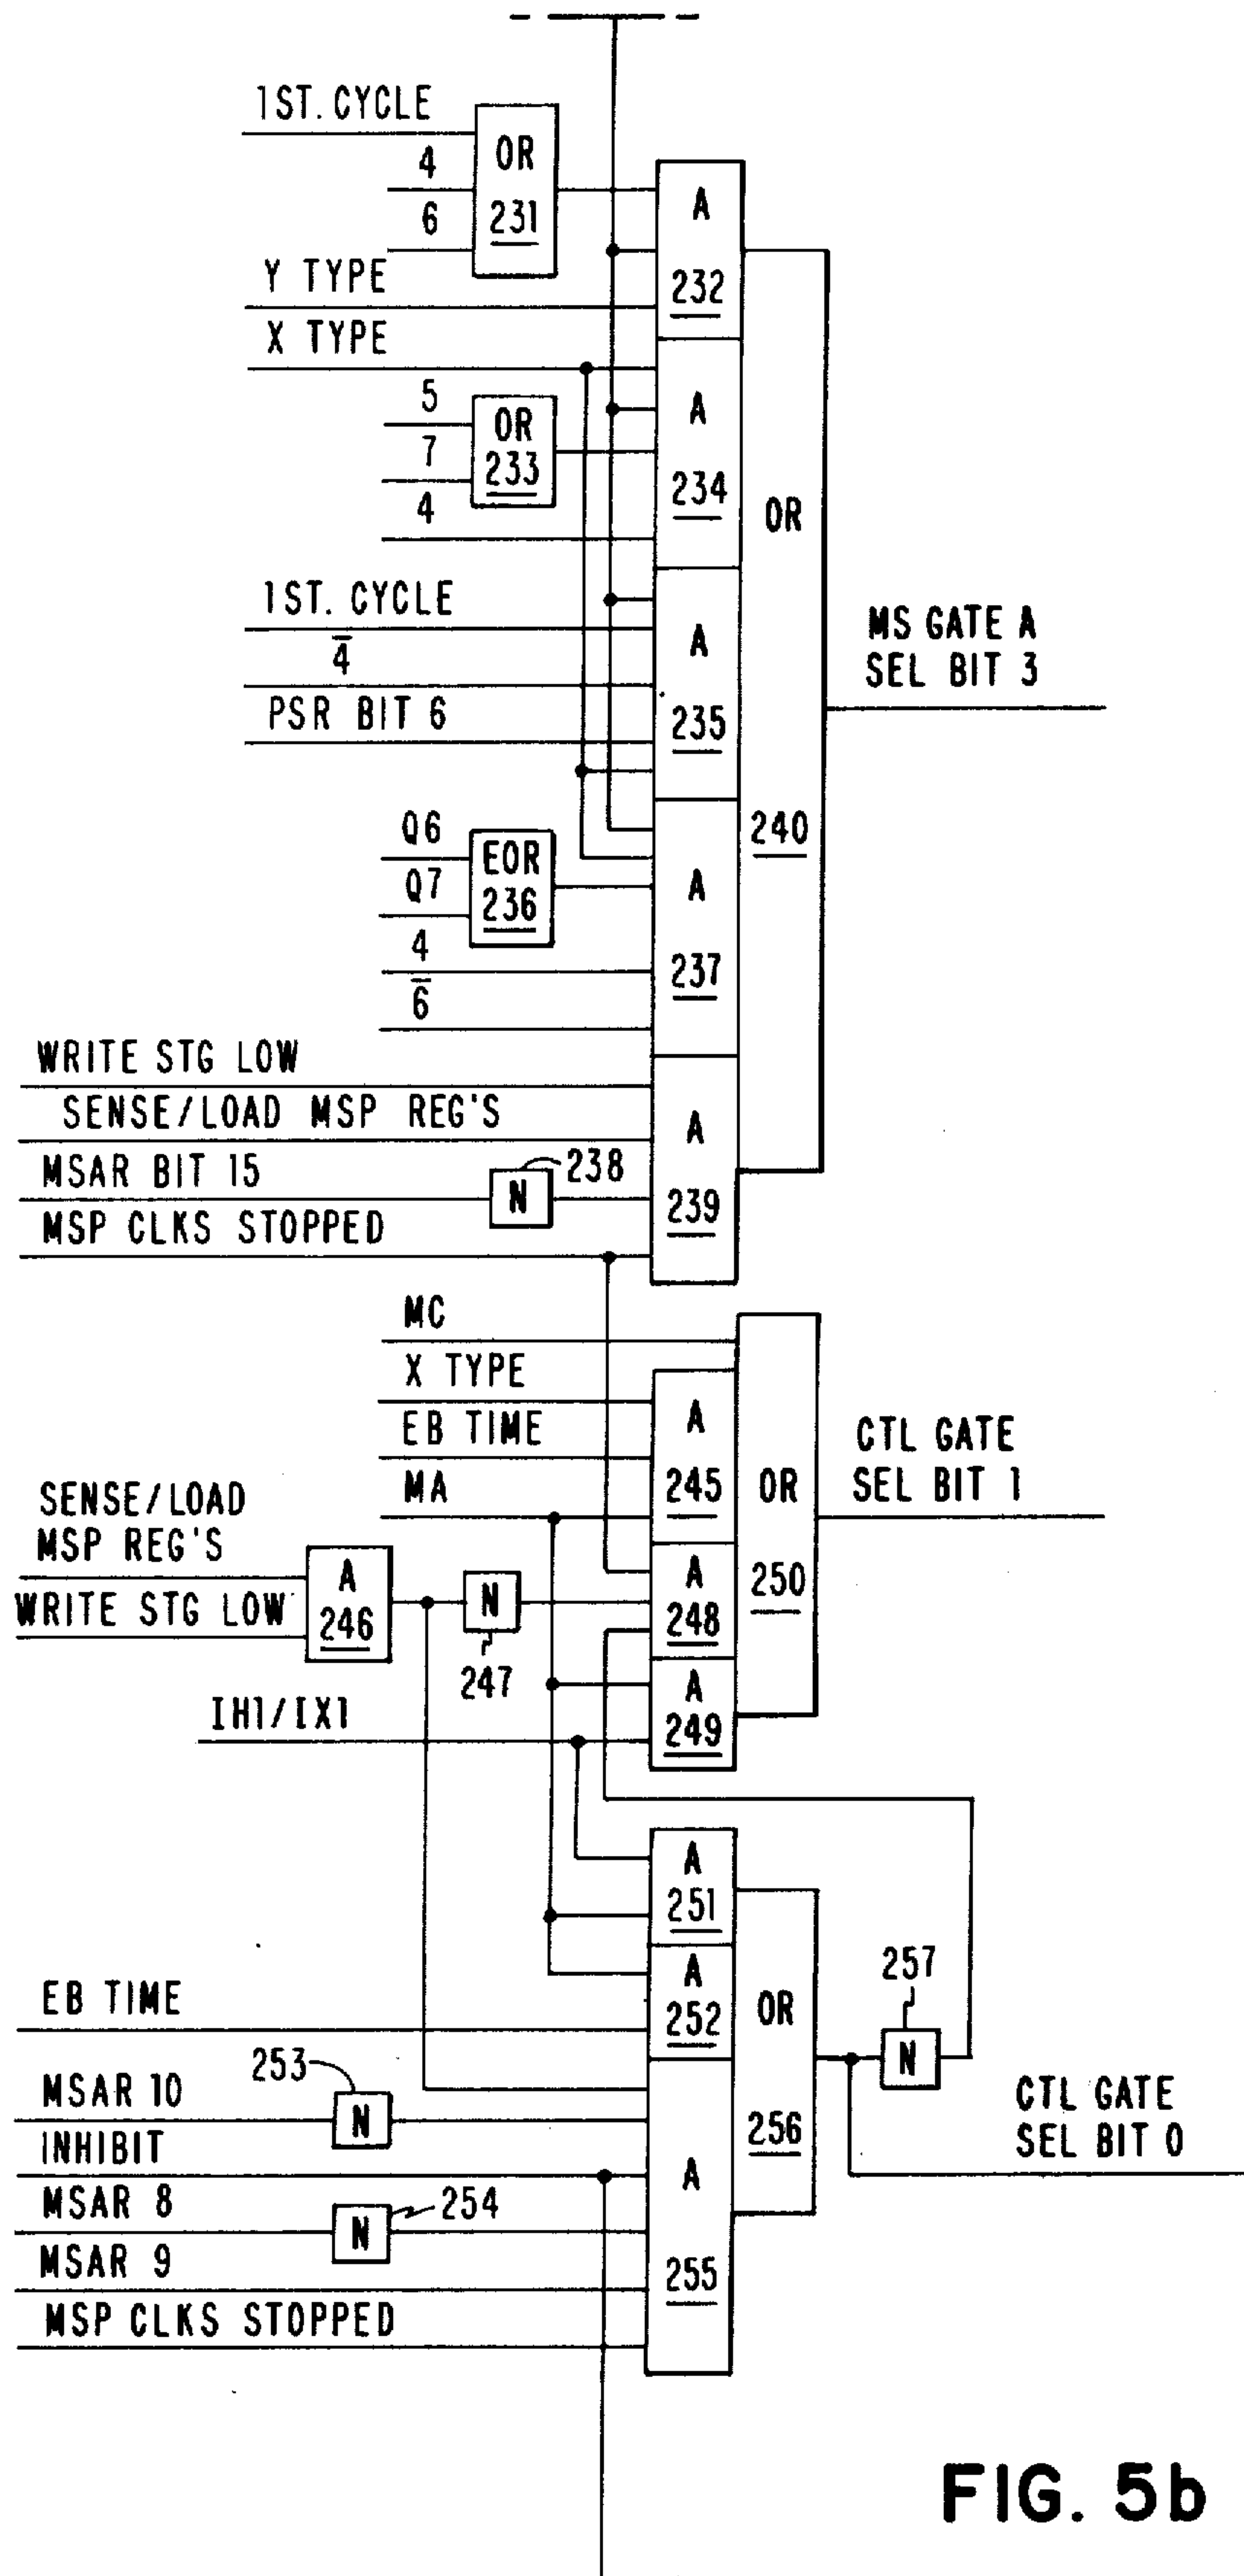 1ST. CYCLE
4
6
OR
231
A
232
Y TYPE
X TYPE
5
7
OR
233
4
A
234
OR
240
1ST. CYCLE
4̅
PSR BIT 6
A
235
MS GATE A
SEL BIT 3
Q6
Q7
EOR
236
4
6̅
A
237
WRITE STG LOW
SENSE/LOAD MSP REG'S
MSAR BIT 15
N
238
MSP CLKS STOPPED
A
239
MC
X TYPE
EB TIME
MA
A
245
OR
250
CTL GATE
SEL BIT 1
SENSE/LOAD
MSP REG'S
WRITE STG LOW
A
246
N
247
A
248
IH1/IX1
A
249
A
251
A
252
EB TIME
OR
256
257
N
253
MSAR 10
N
INHIBIT
MSAR 8
N
254
MSAR 9
MSP CLKS STOPPED
A
255
CTL GATE
SEL BIT 0
FIG. 5b